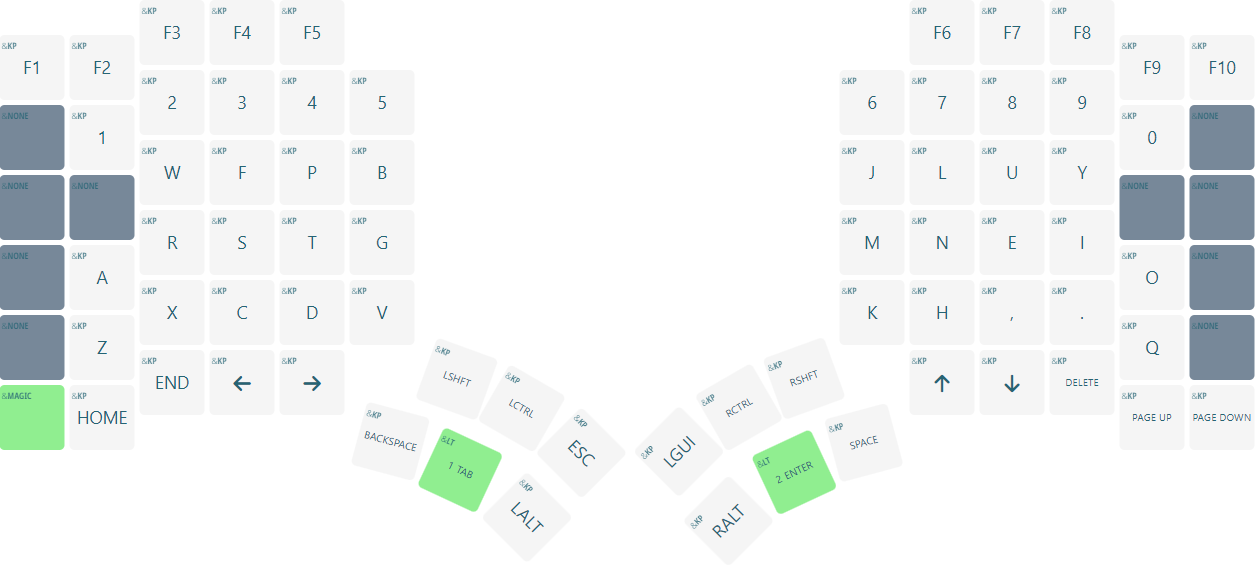 &KP F3 &KP F4 &KP F5 &KP F6 &KP F7 &KP F8
&KP F1 &KP F2 &KP F9 &KP F10
&KP 2 &KP 3 &KP 4 &KP 5 &KP 6 &KP 7 &KP 8 &KP 9
&NONE &KP 1 &KP 0 &NONE
&KP W &KP F &KP P &KP B &KP J &KP L &KP U &KP Y
&NONE &NONE &NONE &NONE
&KP R &KP S &KP T &KP G &KP M &KP N &KP E &KP I
&NONE &KP A &KP O &NONE
&KP X &KP C &KP D &KP V &KP K &KP H &KP , &KP .
&NONE &KP Z &KP Q &NONE
&KP END &KP ← &KP → &KP ↑ &KP ↓ &KP DELETE
&MAGIC &KP HOME &KP PAGE UP &KP PAGE DOWN
&KP LSHFT &KP LCTRL &KP ESC &KP LGUI &KP RCTRL &KP RSHFT
&KP BACKSPACE &LT 1 TAB &KP LALT &KP RALT &LT 2 ENTER &KP SPACE